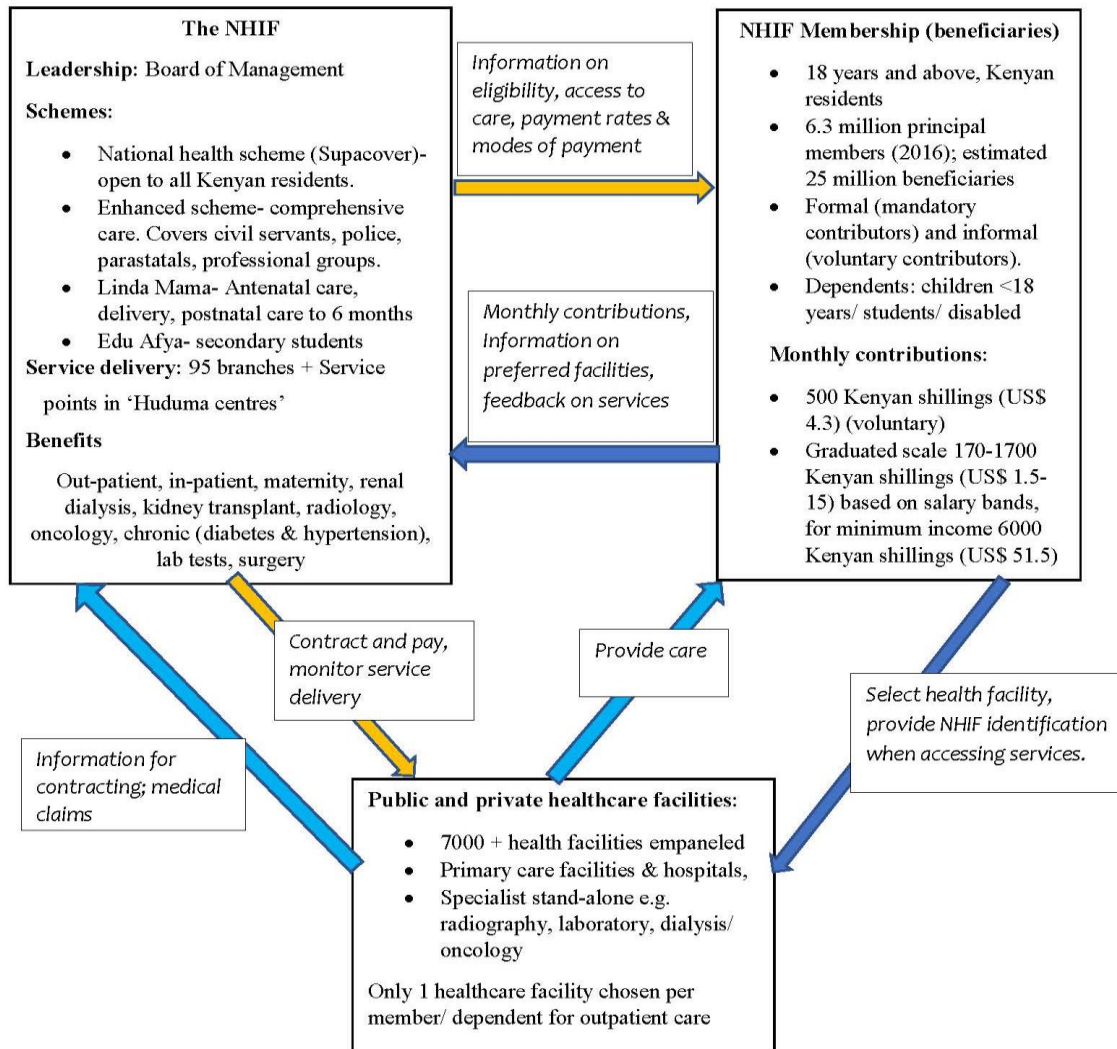 The NHIF
Leadership: Board of Management
Schemes:
• National health scheme (Supacover)-
open to all Kenyan residents.
• Enhanced scheme- comprehensive
care. Covers civil servants, police,
parastatals, professional groups.
• Linda Mama- Antenatal care,
delivery, postnatal care to 6 months
• Edu Afya- secondary students
Service delivery: 95 branches + Service
points in ‘Huduma centres’
Benefits
Out-patient, in-patient, maternity, renal
dialysis, kidney transplant, radiology,
oncology, chronic (diabetes & hypertension),
lab tests, surgery
Information on
eligibility, access to
care, payment rates &
modes of payment
Monthly contributions,
Information on
preferred facilities,
feedback on services
NHIF Membership (beneficiaries)
• 18 years and above, Kenyan
residents
• 6.3 million principal
members (2016); estimated
25 million beneficiaries
• Formal (mandatory
contributors) and informal
(voluntary contributors).
• Dependents: children <18
years/ students/ disabled
Monthly contributions:
• 500 Kenyan shillings (US$
4.3) (voluntary)
• Graduated scale 170-1700
Kenyan shillings (US$ 1.5-
15) based on salary bands,
for minimum income 6000
Kenyan shillings (US$ 51.5)
Contract and pay,
monitor service
delivery
Provide care
Select health facility,
provide NHIF identification
when accessing services.
Information for
contracting; medical
claims
Public and private healthcare facilities:
• 7000 + health facilities empaneled
• Primary care facilities & hospitals,
• Specialist stand-alone e.g.
radiography, laboratory, dialysis/
oncology
Only 1 healthcare facility chosen per
member/ dependent for outpatient care